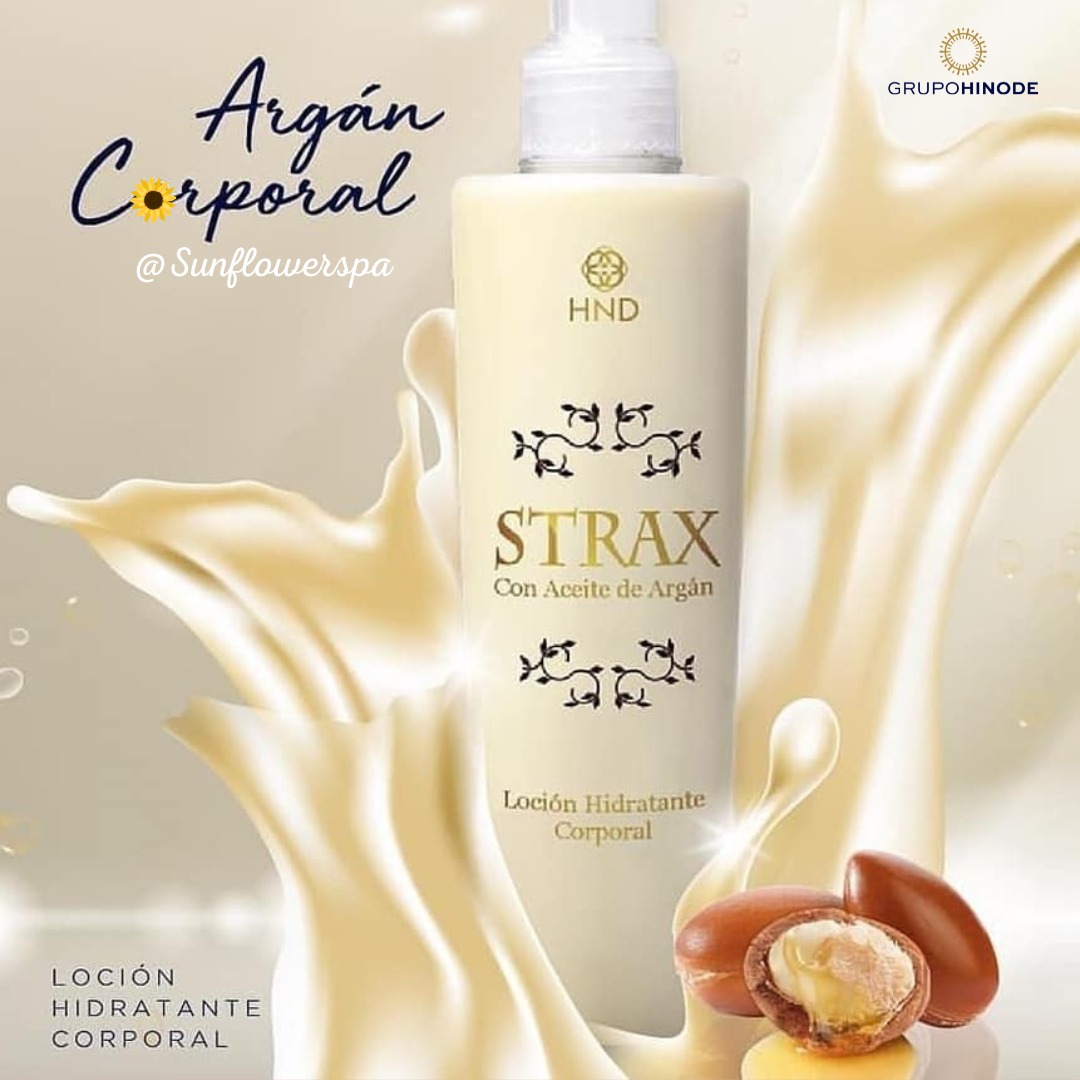 Argán
Corporal
@Sunflowerspa
GRUPOHINODE
HND
STRAX
Con Aceite de Argán
Loción Hidratante
Corporal
LOCIÓN
HIDRATANTE
CORPORAL